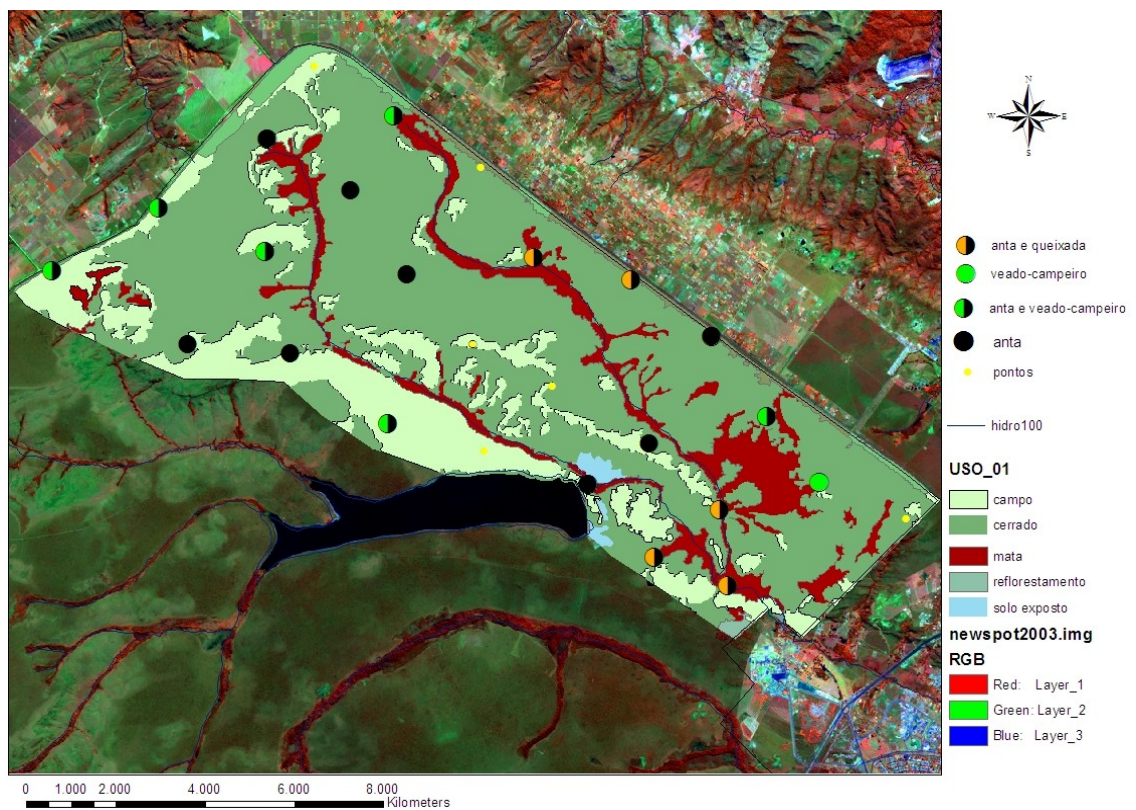 N
W E
S
anta e queixada
veado-campeiro
anta e veado-campeiro
anta
pontos
hidro100
USO_01
campo
cerrado
mata
reflorestamento
solo exposto
newspot2003.img
RGB
Red: Layer_1
Green: Layer_2
Blue: Layer_3
0 1.000 2.000 4.000 6.000 8.000
Kilometers